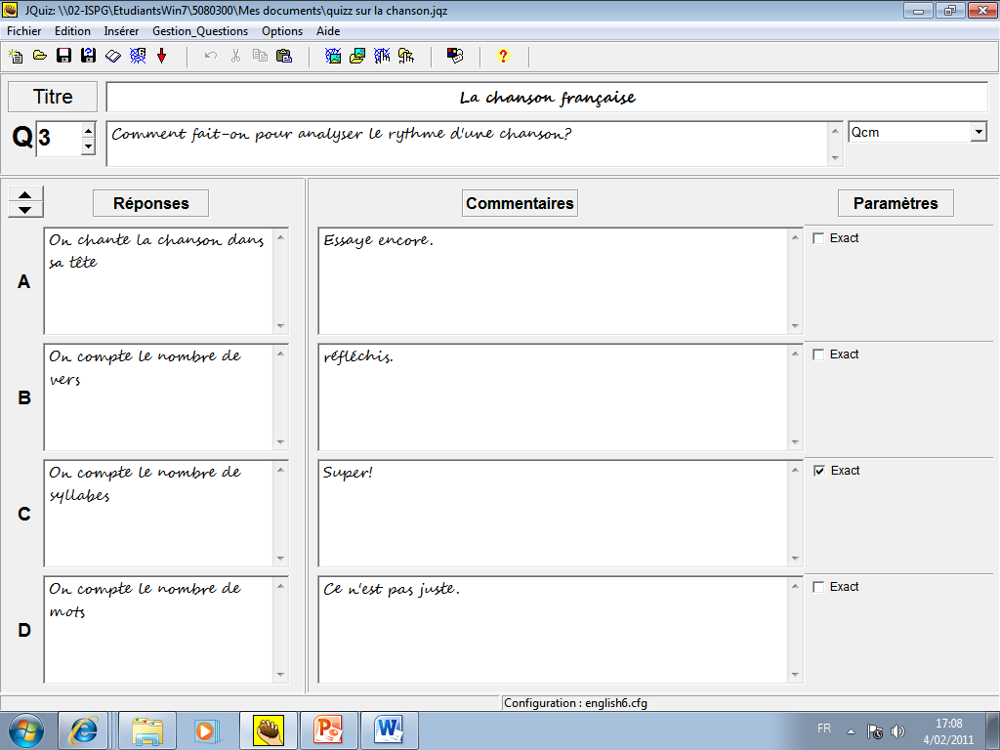 JQuiz: \\02-ISPG\EtudiantsWin7\5080300\Mes documents\quizz sur la chanson.jqz
Fichier Edition Insérer Gestion_Questions Options Aide
Titre
La chanson française
Q 3
Comment fait-on pour analyser le rythme d'une chanson?
Qcm
Réponses
Commentaires
Paramètres
A
On chante la chanson dans
sa tête
Essaye encore.
Exact
B
On compte le nombre de
vers
réfléchis.
Exact
C
On compte le nombre de
syllabes
Super!
Exact
D
On compte le nombre de
mots
Ce n'est pas juste.
Exact
Configuration : english6.cfg
FR
17:08
4/02/2011